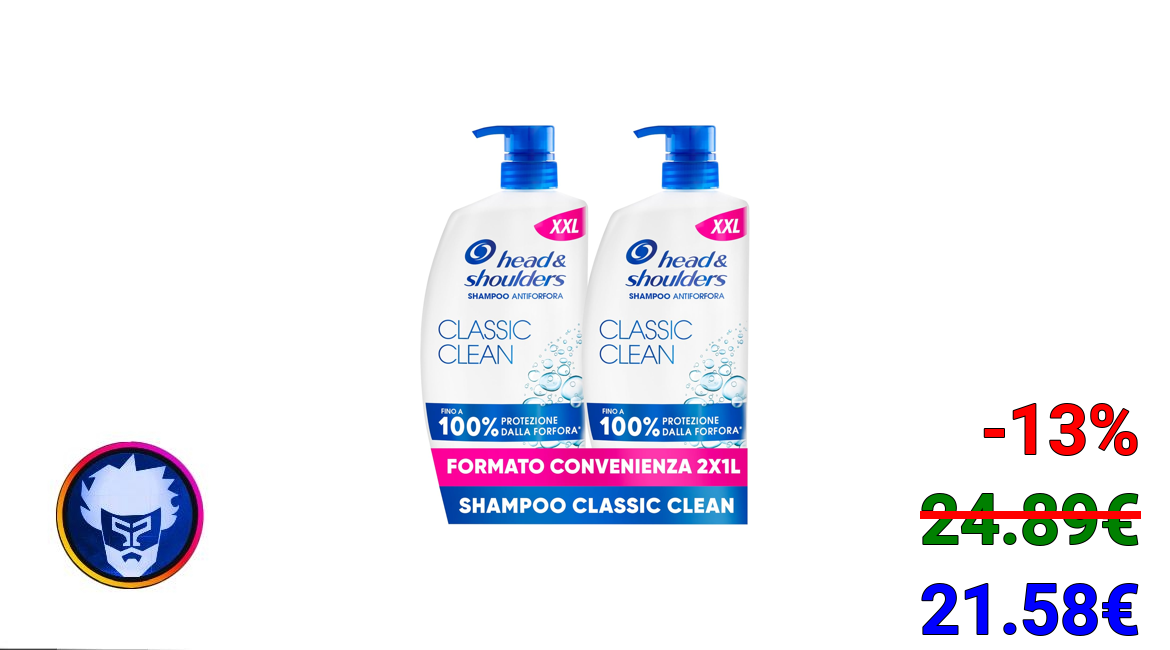 XXL
head &
shoulders
SHAMPOO ANTIFORFORA
CLASSIC
CLEAN
FINO A
100% PROTEZIONE
DALLA FORFORA*
XXL
head &
shoulders
SHAMPOO ANTIFORFORA
CLASSIC
CLEAN
FINO A
100% PROTEZIONE
DALLA FORFORA*
FORMATO CONVENIENZA 2X1L
SHAMPOO CLASSIC CLEAN
-13%
24.89€
21.58€